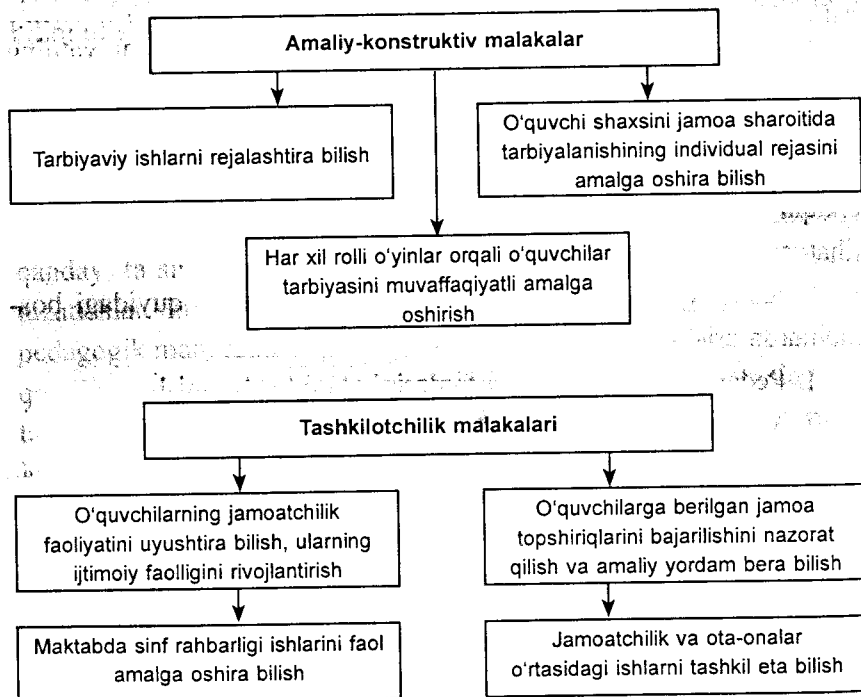 Amaliy-konstruktiv malakalar
Tarbiyaviy ishlarni rejalashtira bilish
O‘quvchi shaxsini jamoa sharoitida
tarbiyalanishining individual rejasini
amalga oshira bilish
Har xil rolli o‘yinlar orqali o‘quvchilar
tarbiyasini muvaffaqiyatli amalga
oshirish
qanday
pedagogik
Tashkilotchilik malakalari
O‘quvchilarning jamoatchilik
faoliyatini uyushtira bilish, ularning
ijtimoiy faolligini rivojlantirish
O‘quvchilarga berilgan jamoa
topshiriqlarini bajarilishini nazorat
qilish va amaliy yordam bera bilish
Maktabda sinf rahbarligi ishlarini faol
amalga oshira bilish
Jamoatchilik va ota-onalar
o‘rtasidagi ishlarni tashkil eta bilish